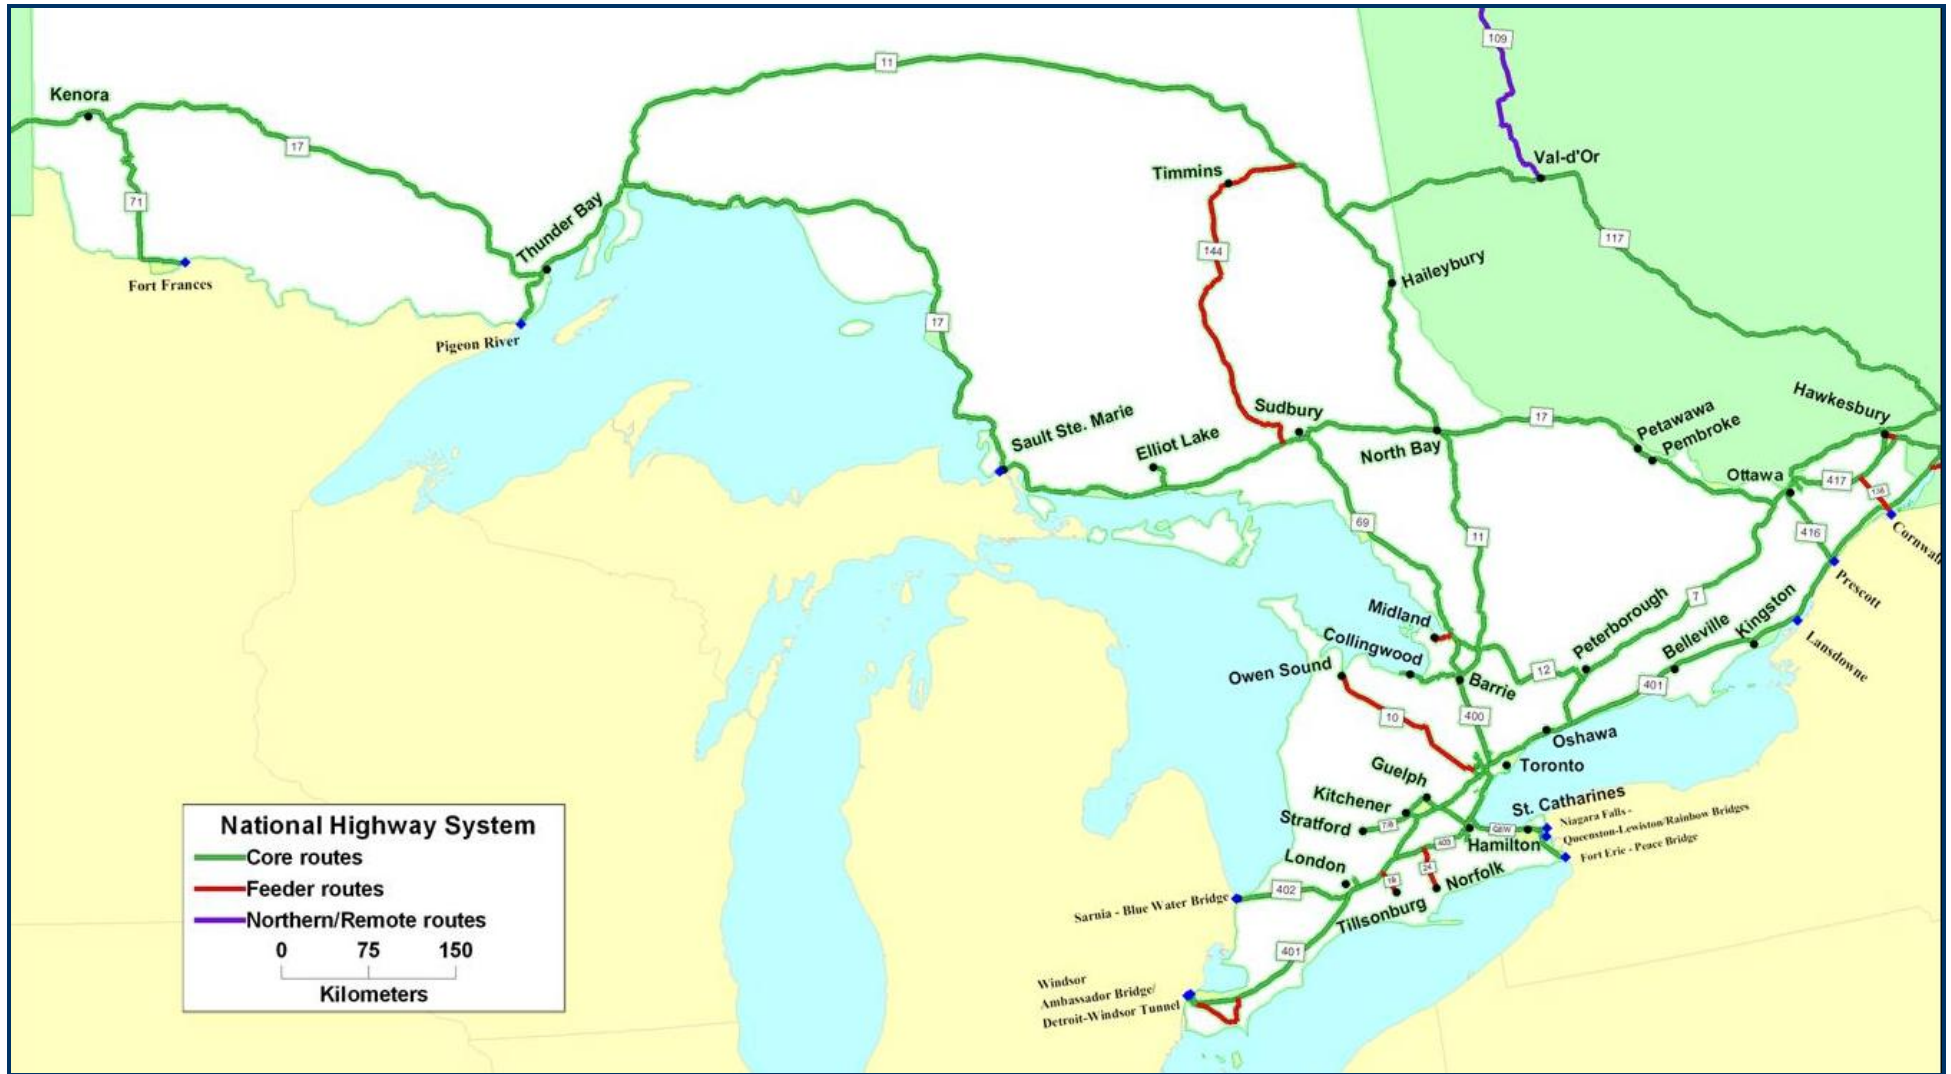 109
11
Kenora
17
Val-d'Or
Timmins
71
Thunder Bay
117
144
Haileybury
Fort Frances
17
Pigeon River
Hawkesbury
Sudbury
Sault Ste. Marie
17
Petawawa
Pembroke
Elliot Lake
North Bay
Ottawa
417
138
69
11
416
Cornwall
Prescott
Midland
7
Peterborough
Kingston
Collingwood
Belleville
Lansdowne
Owen Sound
12
401
Barrie
10
400
Oshawa
Guelph
Toronto
Kitchener
St. Catharines
Stratford
7/8
QEW
Niagara Falls -
Queenston-Lewiston/Rainbow Bridges
403
Hamilton
Fort Erie - Peace Bridge
London
24
19
Norfolk
402
Sarnia - Blue Water Bridge
Tillsonburg
401
Windsor
Ambassador Bridge/
Detroit-Windsor Tunnel
National Highway System
Core routes
Feeder routes
Northern/Remote routes
0 75 150
Kilometers